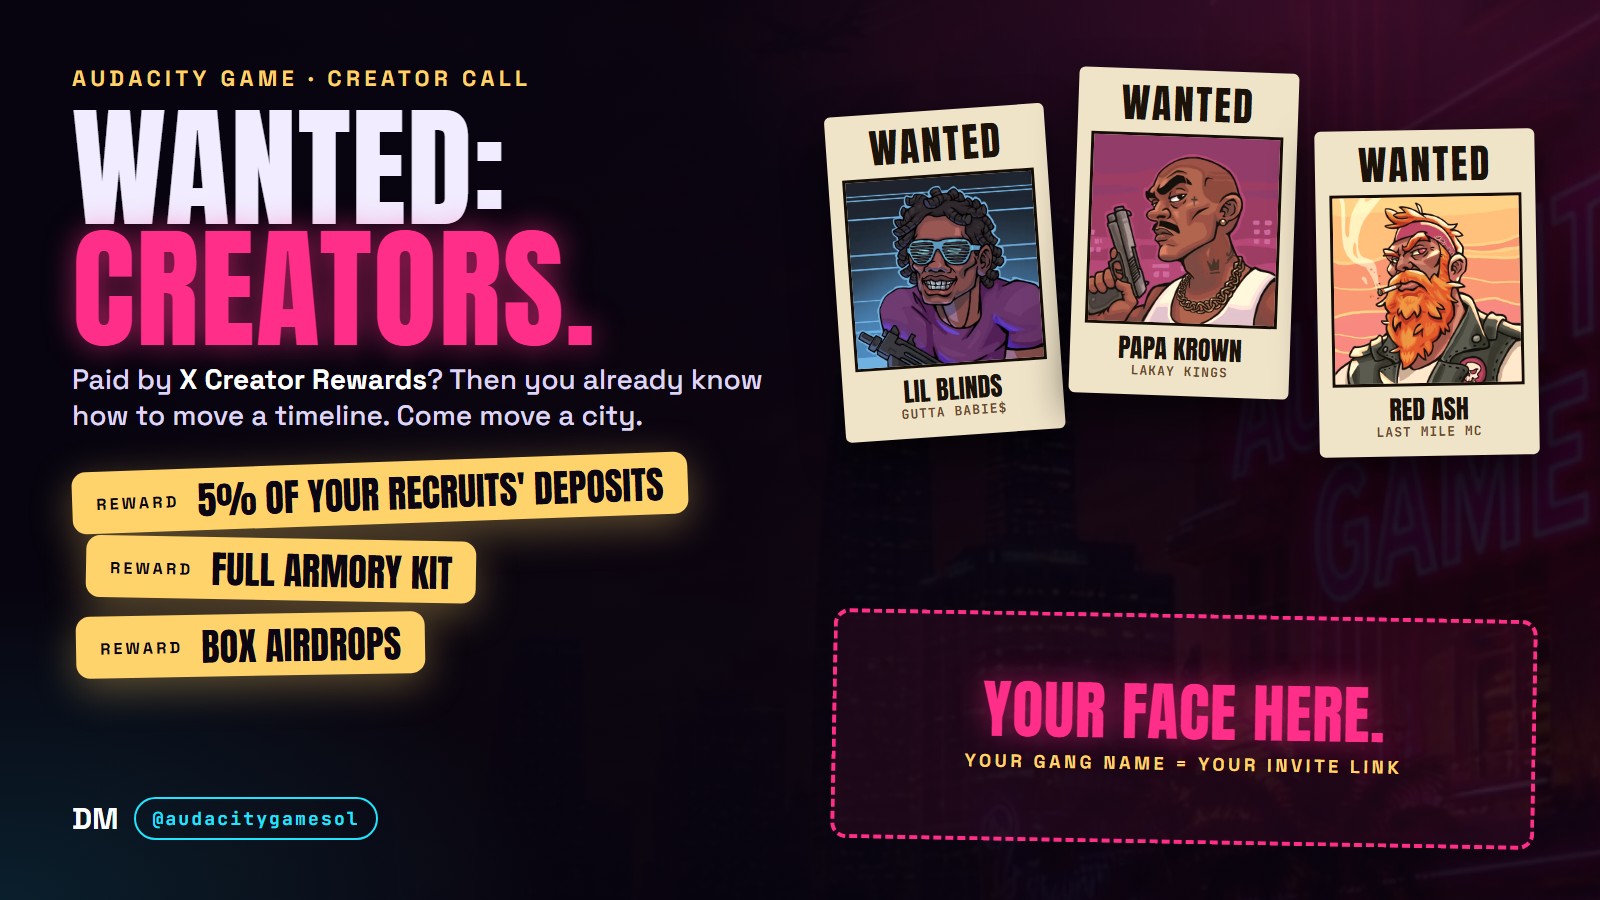 AUDACITY GAME · CREATOR CALL
WANTED:
CREATORS.
Paid by X Creator Rewards? Then you already know
how to move a timeline. Come move a city.
REWARD 5% OF YOUR RECRUITS' DEPOSITS
REWARD FULL ARMORY KIT
REWARD BOX AIRDROPS
DM @audacitygamesol
WANTED
LIL BLINDS
GUTTA BABIE$
WANTED
PAPA KROWN
LAKAY KINGS
WANTED
RED ASH
LAST MILE MC
GAME
YOUR FACE HERE.
YOUR GANG NAME = YOUR INVITE LINK